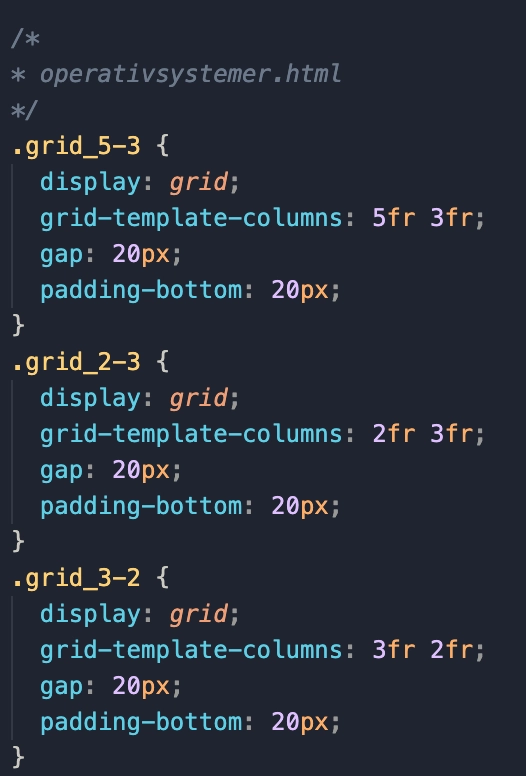 /*
* operativsystemer.html
*/
.grid_5-3 {
display: grid;
grid-template-columns: 5fr 3fr;
gap: 20px;
padding-bottom: 20px;
}
.grid_2-3 {
display: grid;
grid-template-columns: 2fr 3fr;
gap: 20px;
padding-bottom: 20px;
}
.grid_3-2 {
display: grid;
grid-template-columns: 3fr 2fr;
gap: 20px;
padding-bottom: 20px;
}